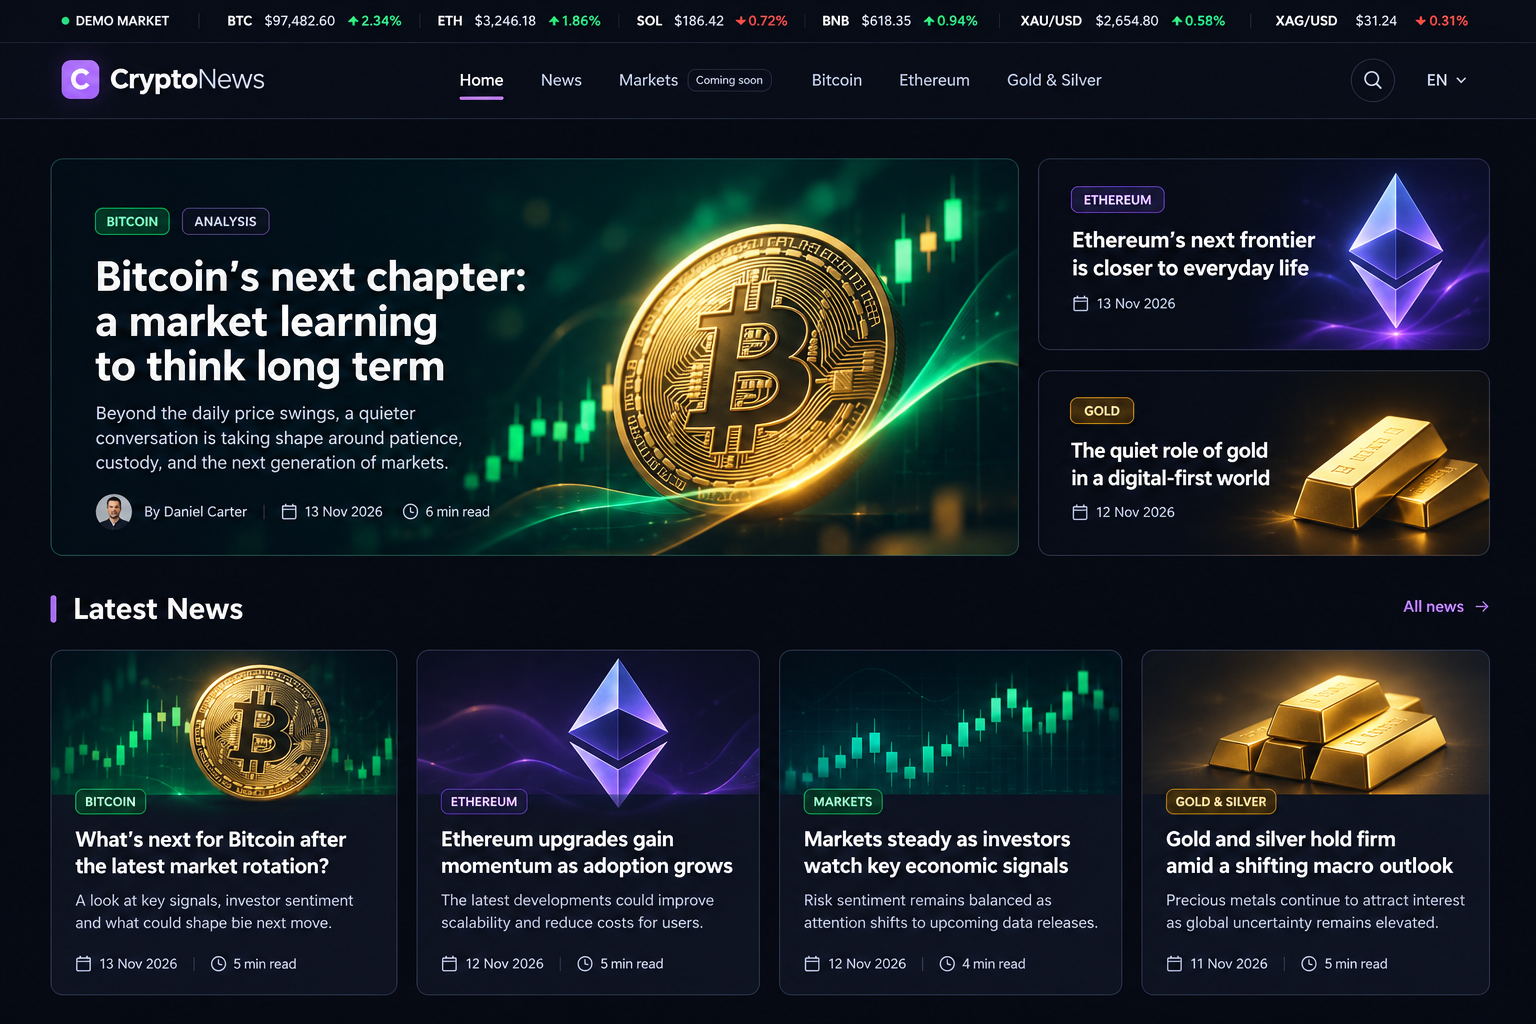 DEMO MARKET BTC $97,482.60 2.34% ETH $3,246.18 1.86% SOL $186.42 0.72% BNB $618.35 0.94% XAU/USD $2,654.80 0.58% XAG/USD $31.24 0.31%
C CryptoNews Home News Markets Coming soon Bitcoin Ethereum Gold & Silver EN
BITCOIN ANALYSIS
Bitcoin’s next chapter:
a market learning
to think long term
Beyond the daily price swings, a quieter
conversation is taking shape around patience,
custody, and the next generation of markets.
By Daniel Carter 13 Nov 2026 6 min read
ETHEREUM
Ethereum’s next frontier
is closer to everyday life
13 Nov 2026
GOLD
The quiet role of gold
in a digital-first world
12 Nov 2026
Latest News
All news
BITCOIN
What’s next for Bitcoin after
the latest market rotation?
A look at key signals, investor sentiment
and what could shape bie next move.
13 Nov 2026 5 min read
ETHEREUM
Ethereum upgrades gain
momentum as adoption grows
The latest developments could improve
scalability and reduce costs for users.
12 Nov 2026 5 min read
MARKETS
Markets steady as investors
watch key economic signals
Risk sentiment remains balanced as
attention shifts to upcoming data releases.
12 Nov 2026 4 min read
GOLD & SILVER
Gold and silver hold firm
amid a shifting macro outlook
Precious metals continue to attract interest
as global uncertainty remains elevated.
11 Nov 2026 5 min read